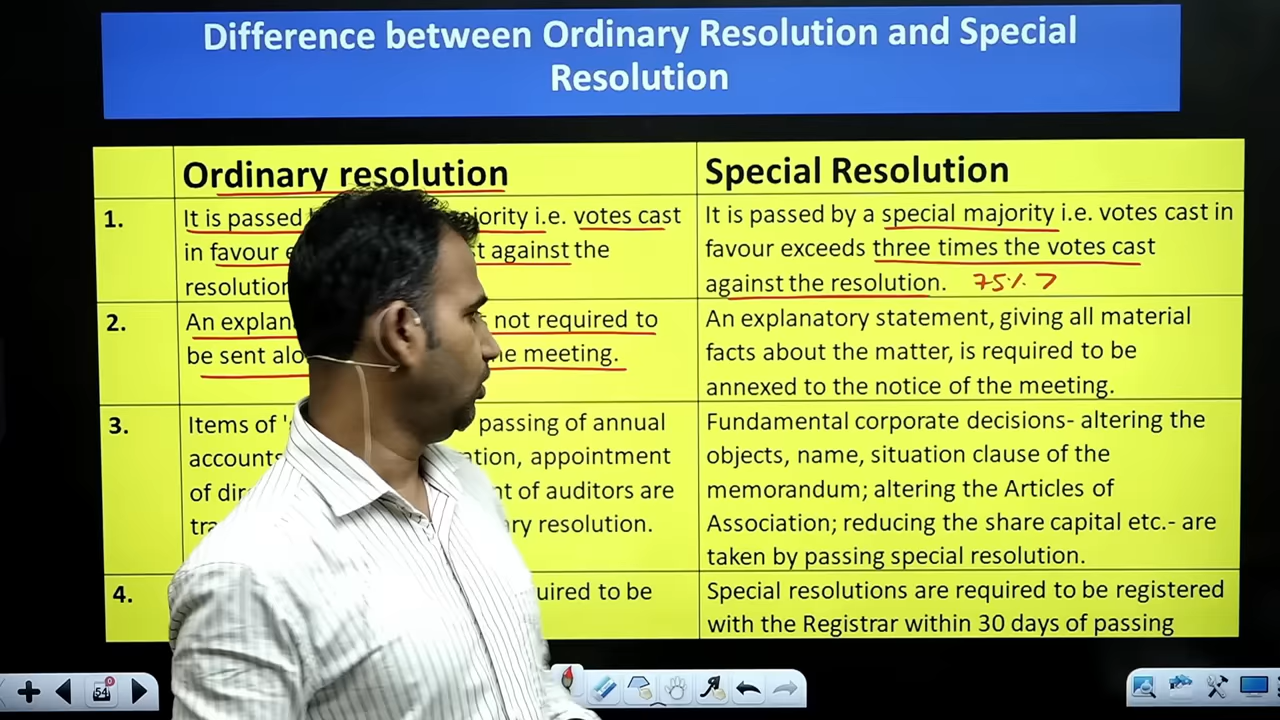 Difference between Ordinary Resolution and Special
Resolution
Ordinary resolution
Special Resolution
1.
It is passed jority i.e. votes cast
in favour against the
resolution
It is passed by a special majority i.e. votes cast in
favour exceeds three times the votes cast
against the resolution. 75% >
2.
An explan not required to
be sent alo he meeting.
An explanatory statement, giving all material
facts about the matter, is required to be
annexed to the notice of the meeting.
3.
Items of passing of annual
accounts ation, appointment
of dir nt of auditors are
tra ry resolution.
Fundamental corporate decisions- altering the
objects, name, situation clause of the
memorandum; altering the Articles of
Association; reducing the share capital etc.- are
taken by passing special resolution.
4.
uired to be
Special resolutions are required to be registered
with the Registrar within 30 days of passing
54
0